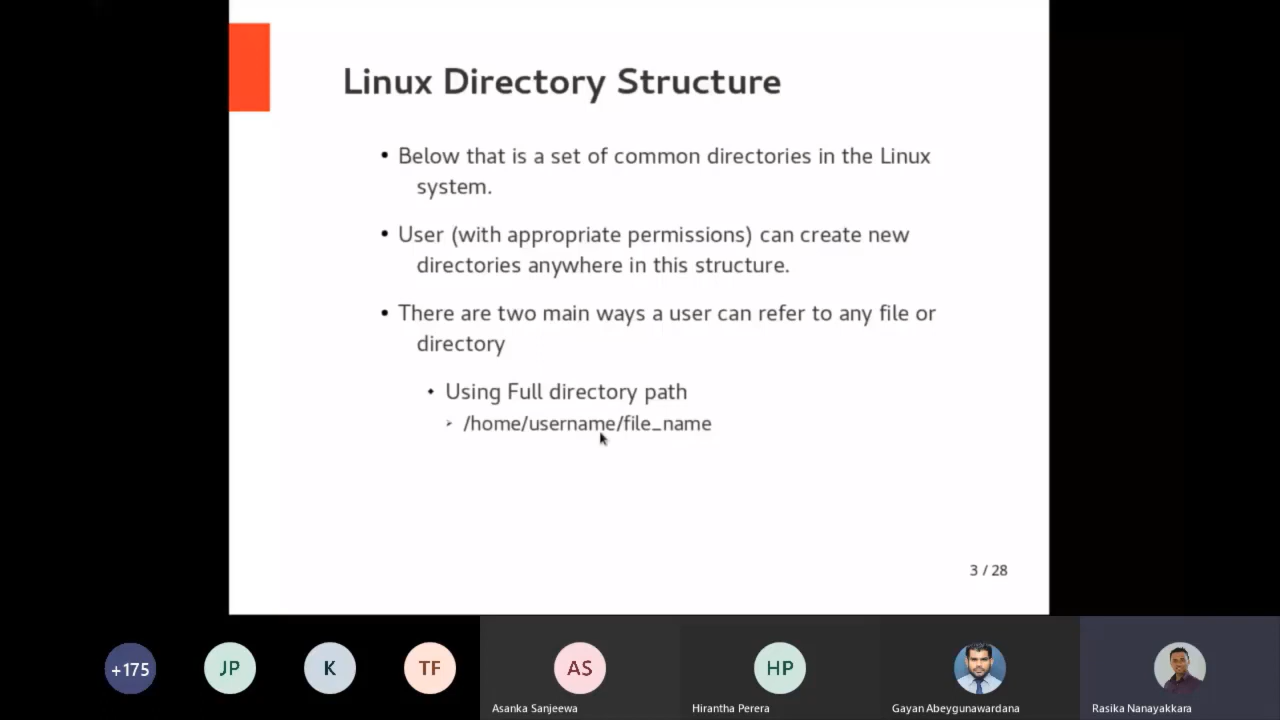 Linux Directory Structure
• Below that is a set of common directories in the Linux
system.
• User (with appropriate permissions) can create new
directories anywhere in this structure.
• There are two main ways a user can refer to any file or
directory
• Using Full directory path
➢ /home/username/file_name
3 / 28
+175
JP
K
TF
AS
HP
Asanka Sanjeewa
Hirantha Perera
Gayan Abeygunawardana
Rasika Nanayakkara